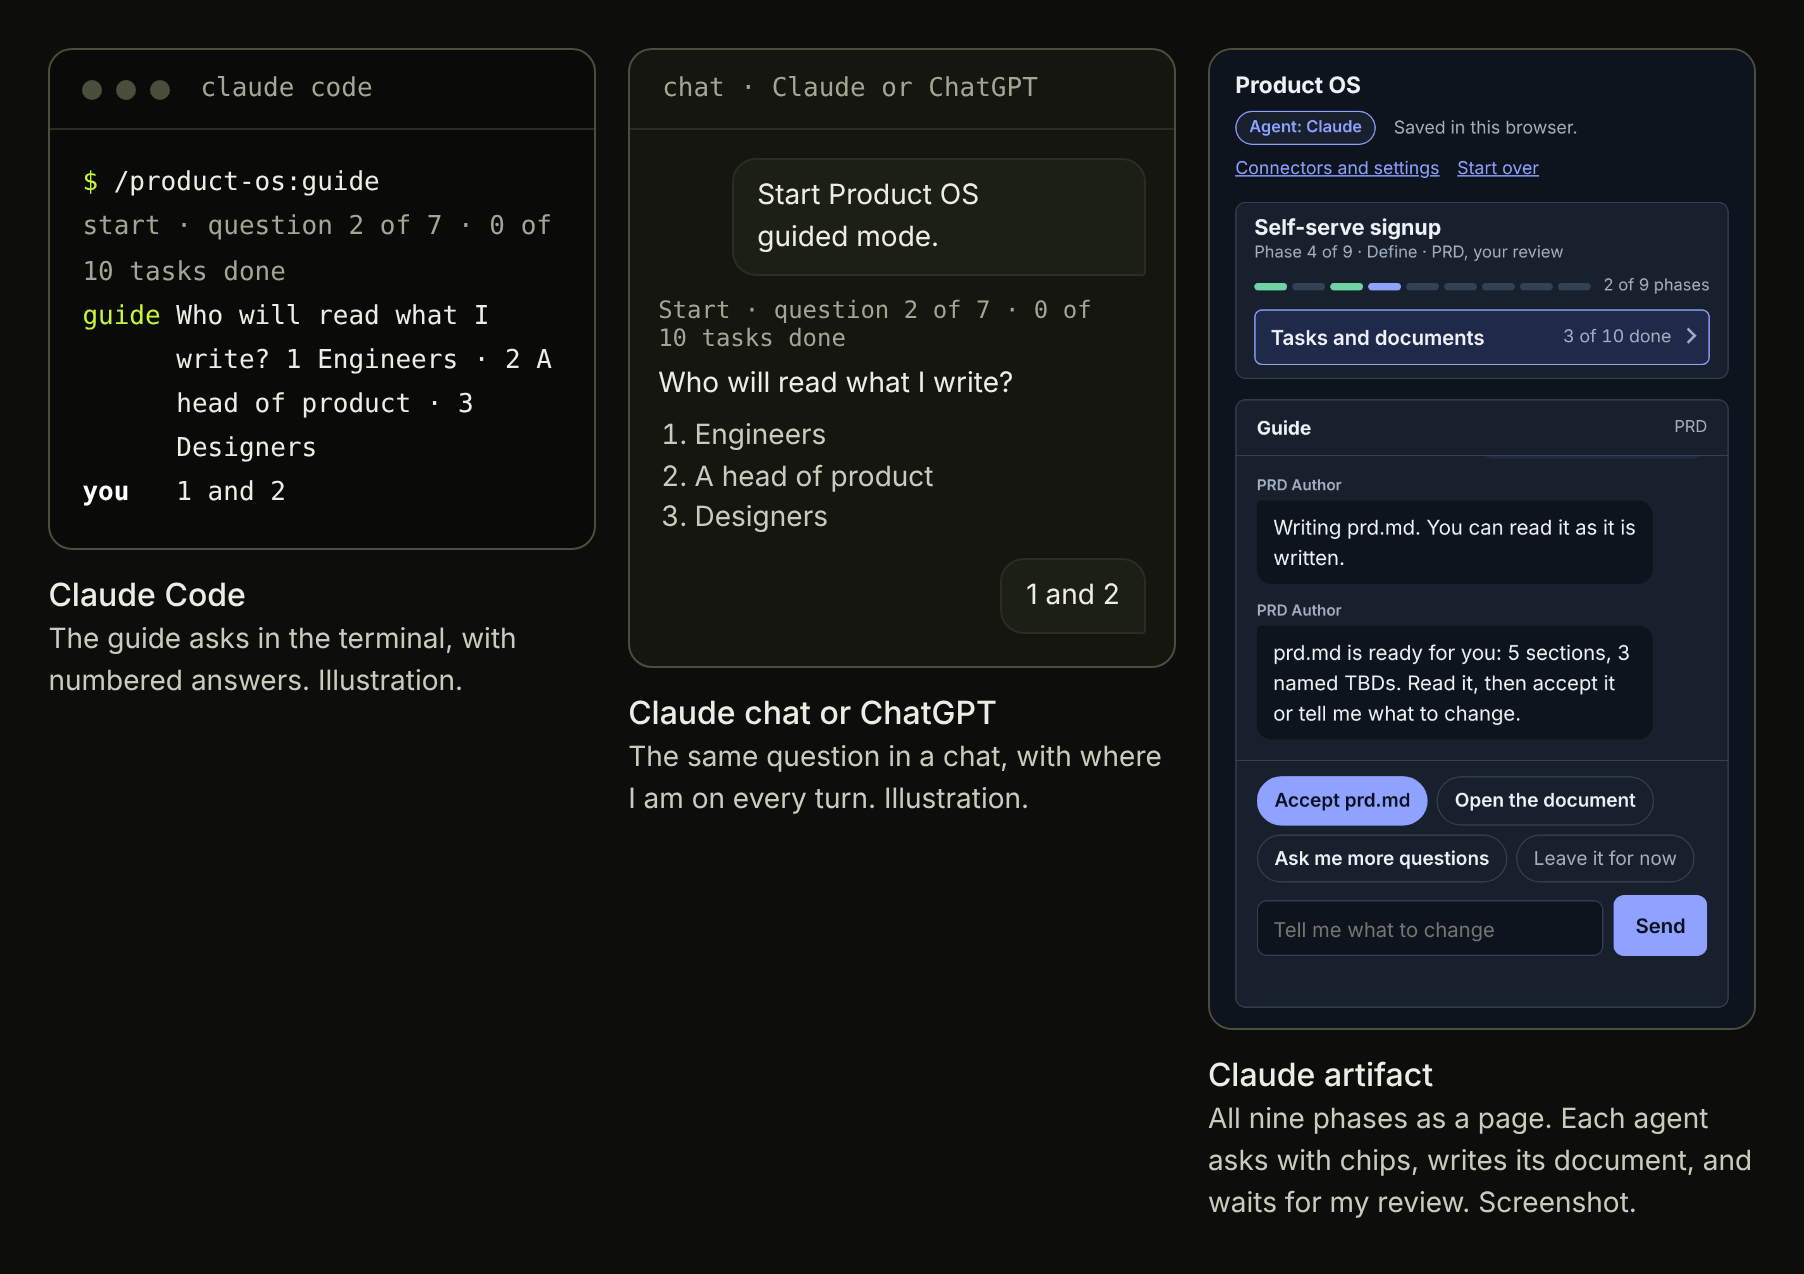 claude code
$ /product-os:guide
start · question 2 of 7 · 0 of
10 tasks done
guide Who will read what I
write? 1 Engineers · 2 A
head of product · 3
Designers
you 1 and 2
Claude Code
The guide asks in the terminal, with
numbered answers. Illustration.
chat · Claude or ChatGPT
Start Product OS
guided mode.
Start · question 2 of 7 · 0 of
10 tasks done
Who will read what I write?
1. Engineers
2. A head of product
3. Designers
1 and 2
Claude chat or ChatGPT
The same question in a chat, with where
I am on every turn. Illustration.
Product OS
Agent: Claude Saved in this browser.
Connectors and settings Start over
Self-serve signup
Phase 4 of 9 · Define · PRD, your review
2 of 9 phases
Tasks and documents 3 of 10 done
Guide PRD
PRD Author
Writing prd.md. You can read it as it is
written.
PRD Author
prd.md is ready for you: 5 sections, 3
named TBDs. Read it, then accept it
or tell me what to change.
Accept prd.md Open the document
Ask me more questions Leave it for now
Tell me what to change Send
Claude artifact
All nine phases as a page. Each agent
asks with chips, writes its document, and
waits for my review. Screenshot.